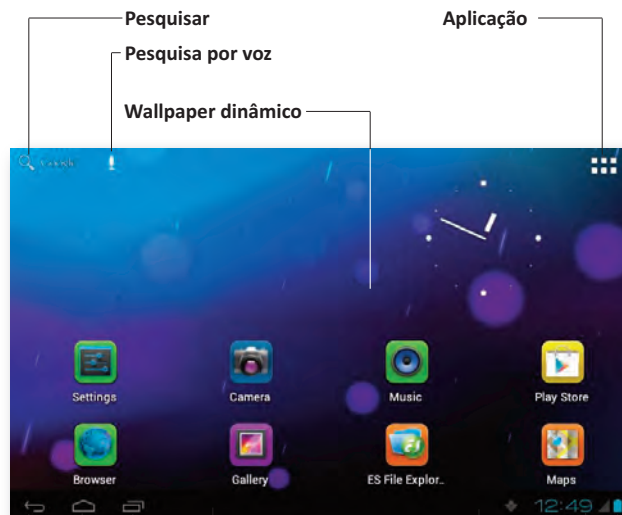 Pesquisar
Aplicação
Pesquisa por voz
Wallpaper dinâmico
Google
Settings
Camera
Music
Play Store
Browser
Gallery
ES File Explor..
Maps
12:49